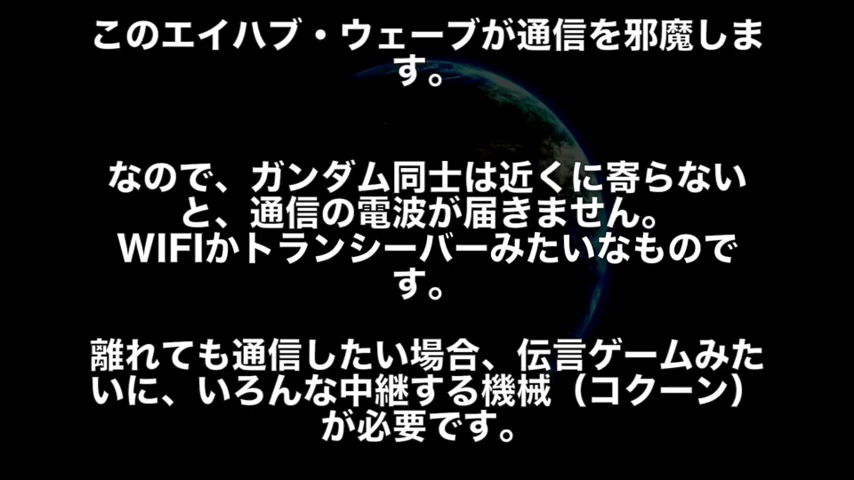 このエイハブ・ウェーブが通信を邪魔しま
す。
なので、ガンダム同士は近くに寄らない
と、通信の電波が届きません。
WIFIかトランシーバーみたいなもので
す。
離れても通信したい場合、伝言ゲームみた
いに、いろんな中継する機械（コクーン）
が必要です。